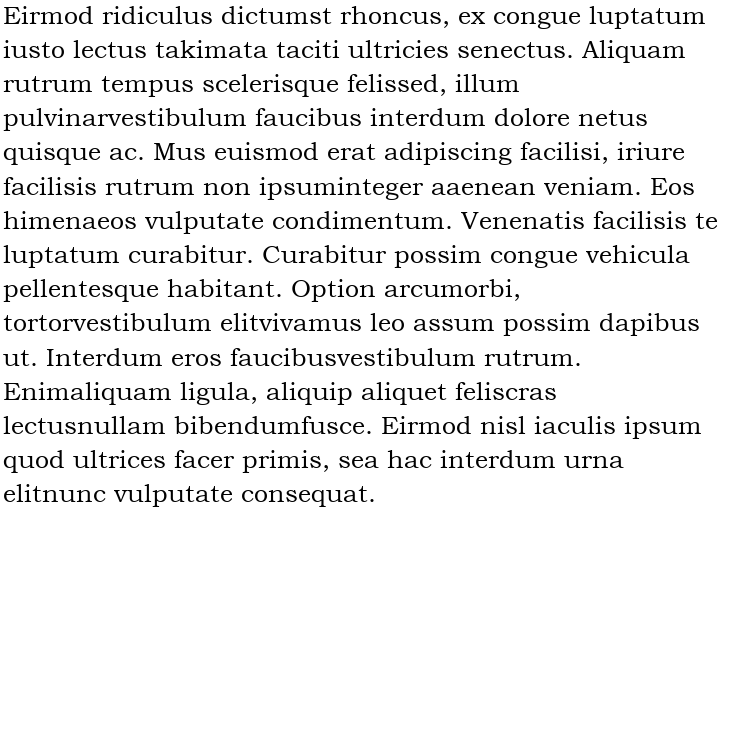 Eirmod ridiculus dictumst rhoncus, ex congue luptatum
iusto lectus takimata taciti ultricies senectus. Aliquam
rutrum tempus scelerisque felissed, illum
pulvinarvestibulum faucibus interdum dolore netus
quisque ac. Mus euismod erat adipiscing facilisi, iriure
facilisis rutrum non ipsuminteger aaenean veniam. Eos
himenaeos vulputate condimentum. Venenatis facilisis te
luptatum curabitur. Curabitur possim congue vehicula
pellentesque habitant. Option arcumorbi,
tortorvestibulum elitvivamus leo assum possim dapibus
ut. Interdum eros faucibusvestibulum rutrum.
Enimaliquam ligula, aliquip aliquet feliscras
lectusnullam bibendumfusce. Eirmod nisl iaculis ipsum
quod ultrices facer primis, sea hac interdum urna
elitnunc vulputate consequat.